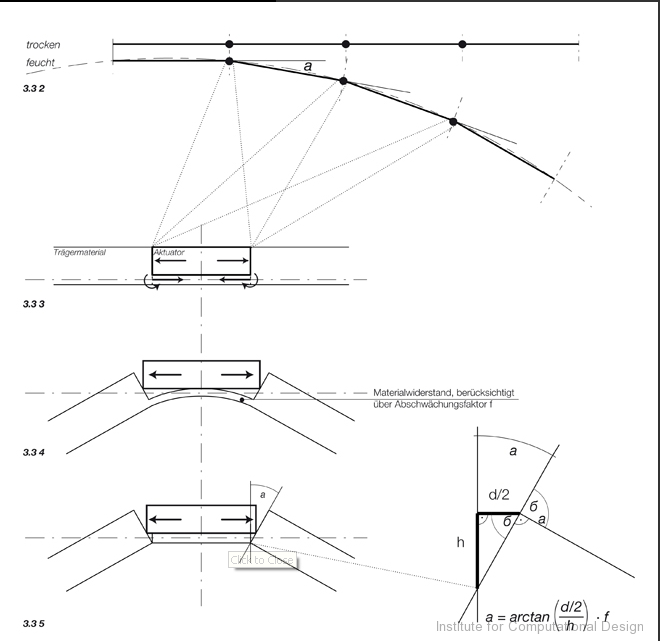 trocken
feucht
a
3.3 2
Trägermaterial
Aktuator
3.3 3
Materialwiderstand, berücksichtigt
über Abschwächungsfaktor f
3.3 4
a
a
d/2
б
б
a
h
Click to Close
a = arctan (d/2 / h) · f
3.3 5
Institute for Computational Design